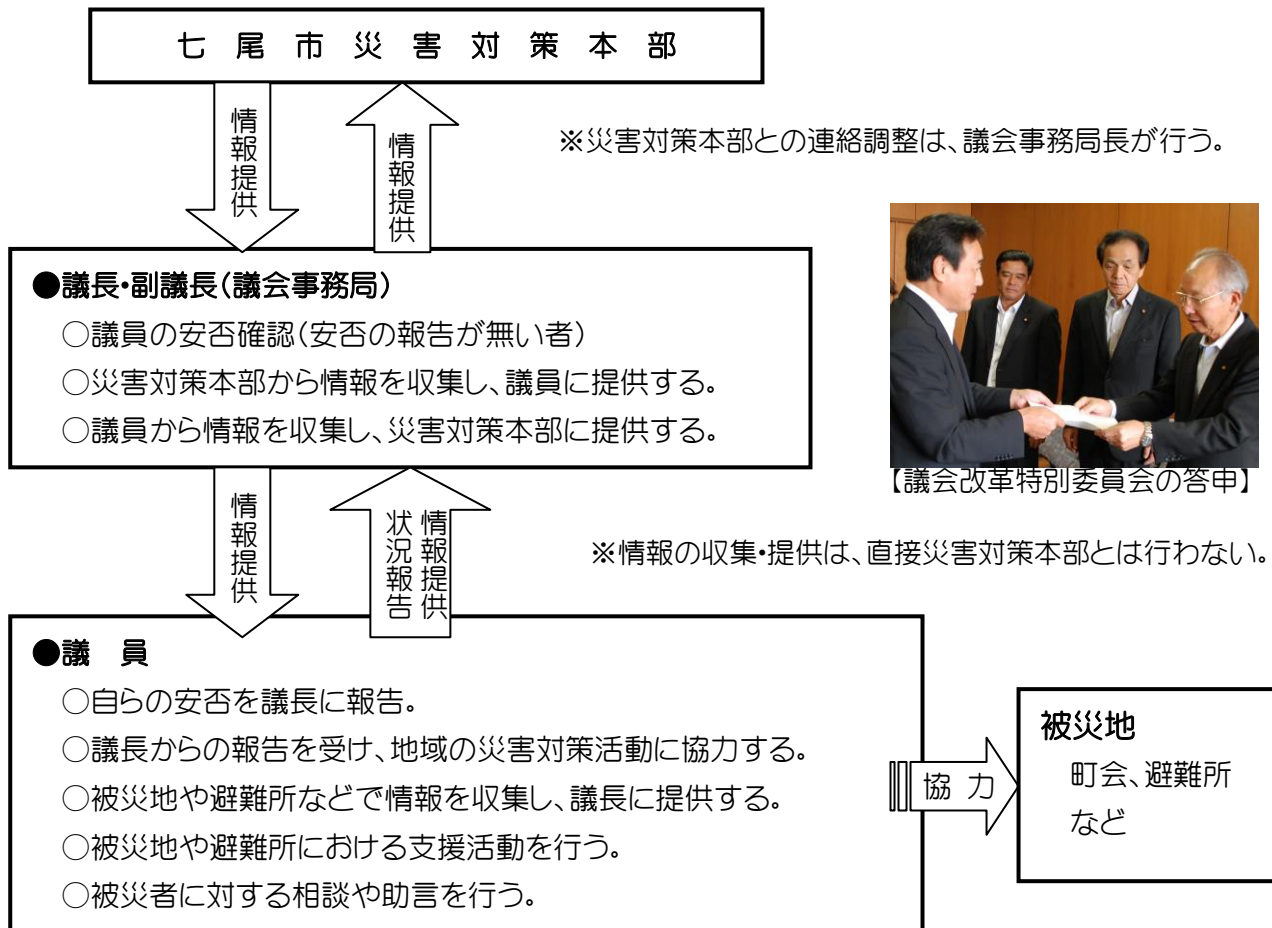 七尾市災害対策本部
情報提供
情報提供
※災害対策本部との連絡調整は、議会事務局長が行う。
●議長・副議長(議会事務局)
○議員の安否確認(安否の報告が無い者)
○災害対策本部から情報を収集し、議員に提供する。
○議員から情報を収集し、災害対策本部に提供する。
【議会改革特別委員会の答申】
情報提供
情報提供
状況報告
※情報の収集・提供は、直接災害対策本部とは行わない。
●議 員
○自らの安否を議長に報告。
○議長からの報告を受け、地域の災害対策活動に協力する。
○被災地や避難所などで情報を収集し、議長に提供する。
○被災地や避難所における支援活動を行う。
○被災者に対する相談や助言を行う。
協 力
被災地
町会、避難所
など